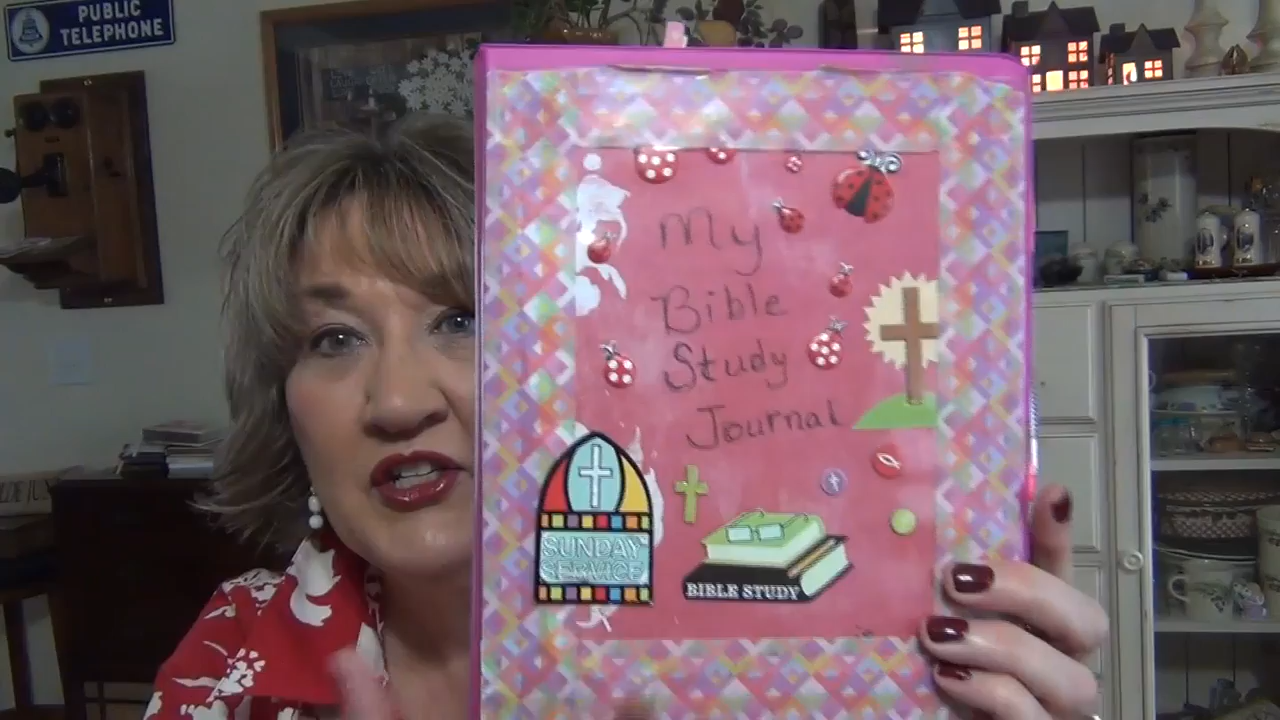 PUBLIC
TELEPHONE
My
Bible
Study
Journal
SUNDAY
SERVICE
BIBLE STUDY